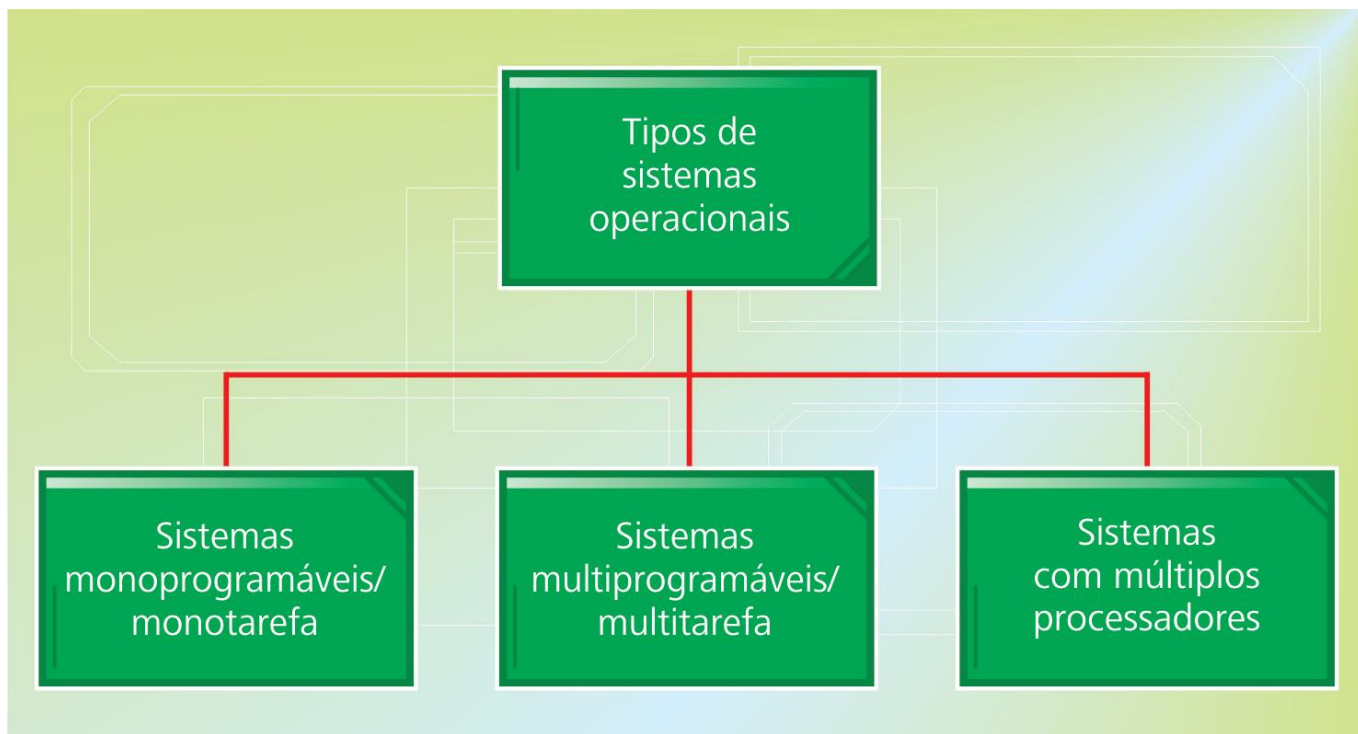 Tipos de
sistemas
operacionais
Sistemas
monoprogramáveis/
monotarefa
Sistemas
multiprogramáveis/
multitarefa
Sistemas
com múltiplos
processadores